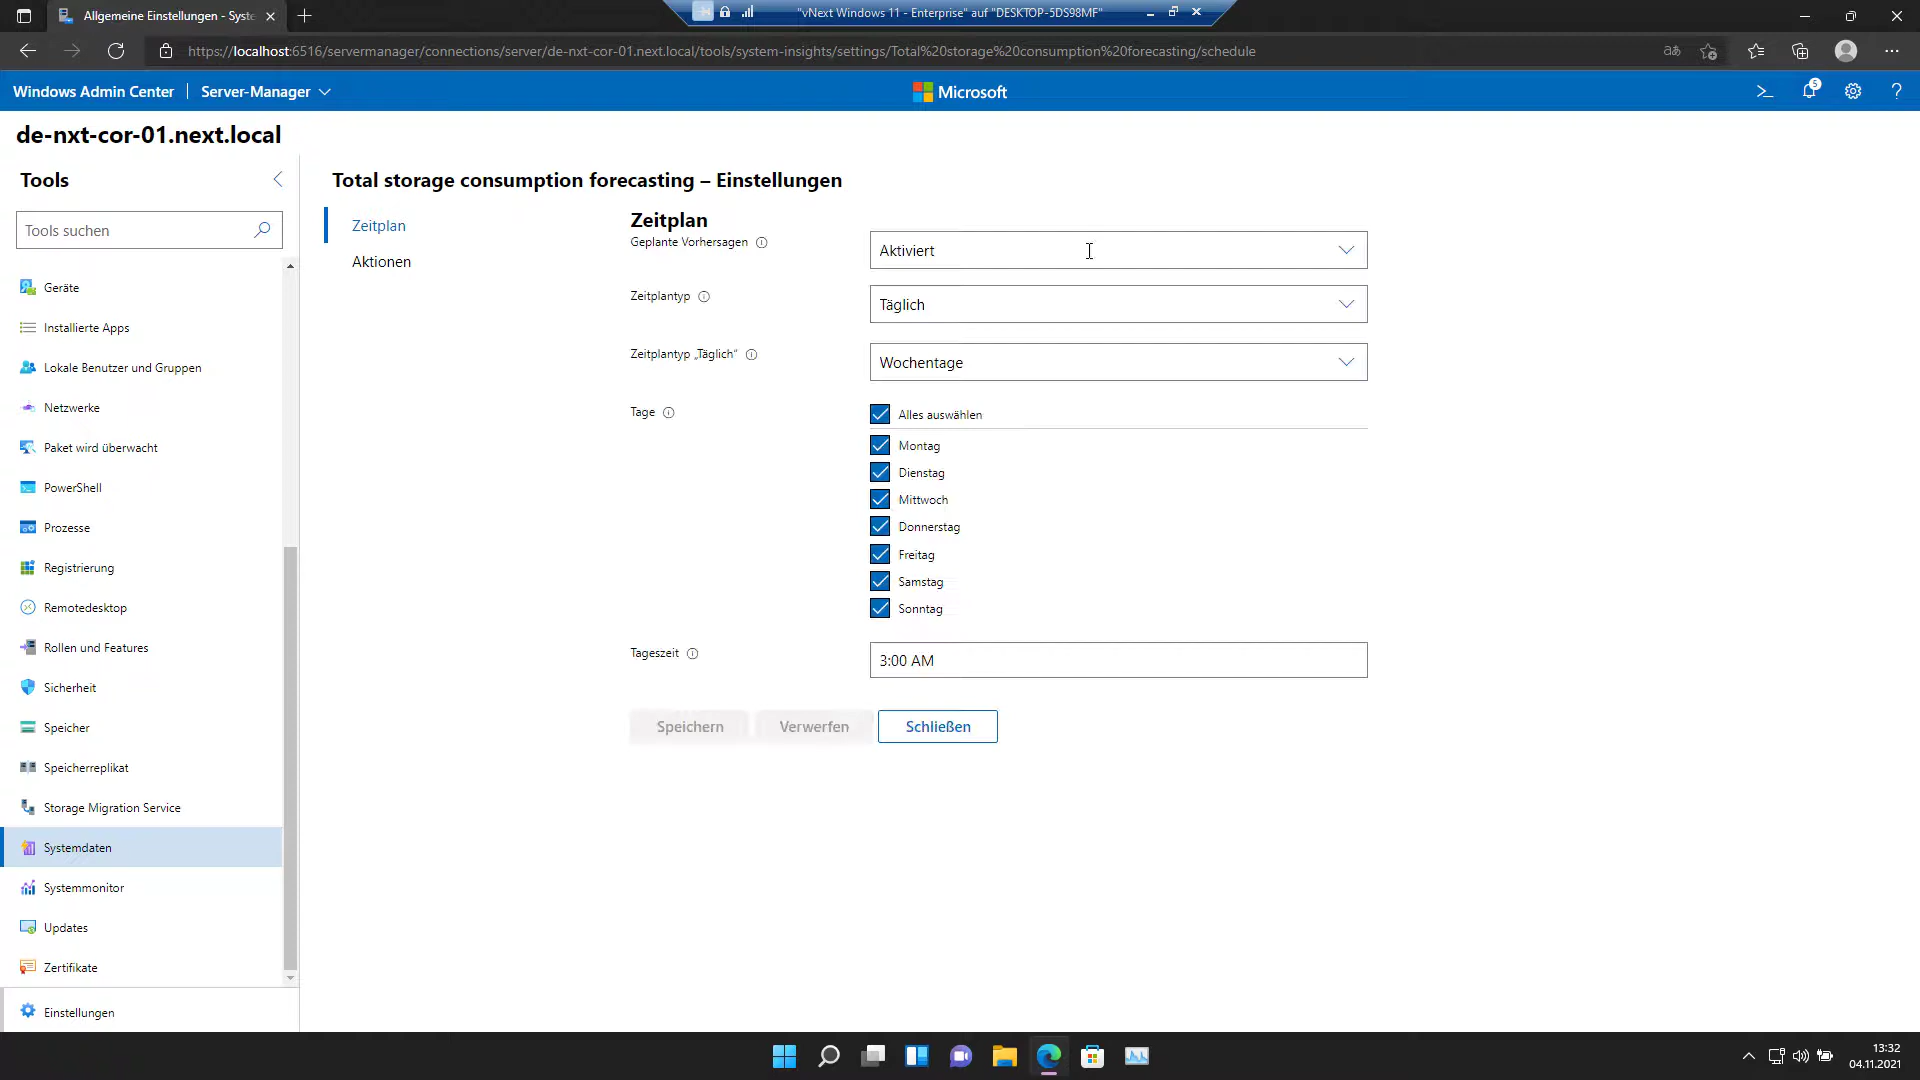 Allgemeine Einstellungen - Syste
"vNext Windows 11 - Enterprise" auf "DESKTOP-5DS98MF"
https://localhost:6516/servermanager/connections/server/de-nxt-cor-01.next.local/tools/system-insights/settings/Total%20storage%20consumption%20forecasting/schedule
Windows Admin Center
Server-Manager
Microsoft
5
de-nxt-cor-01.next.local
Tools
Tools suchen
Geräte
Installierte Apps
Lokale Benutzer und Gruppen
Netzwerke
Paket wird überwacht
PowerShell
Prozesse
Registrierung
Remotedesktop
Rollen und Features
Sicherheit
Speicher
Speicherreplikat
Storage Migration Service
Systemdaten
Systemmonitor
Updates
Zertifikate
Einstellungen
Total storage consumption forecasting – Einstellungen
Zeitplan
Aktionen
Zeitplan
Geplante Vorhersagen
Aktiviert
Zeitplantyp
Täglich
Zeitplantyp „Täglich“
Wochentage
Tage
Alles auswählen
Montag
Dienstag
Mittwoch
Donnerstag
Freitag
Samstag
Sonntag
Tageszeit
3:00 AM
Speichern
Verwerfen
Schließen
13:32
04.11.2021